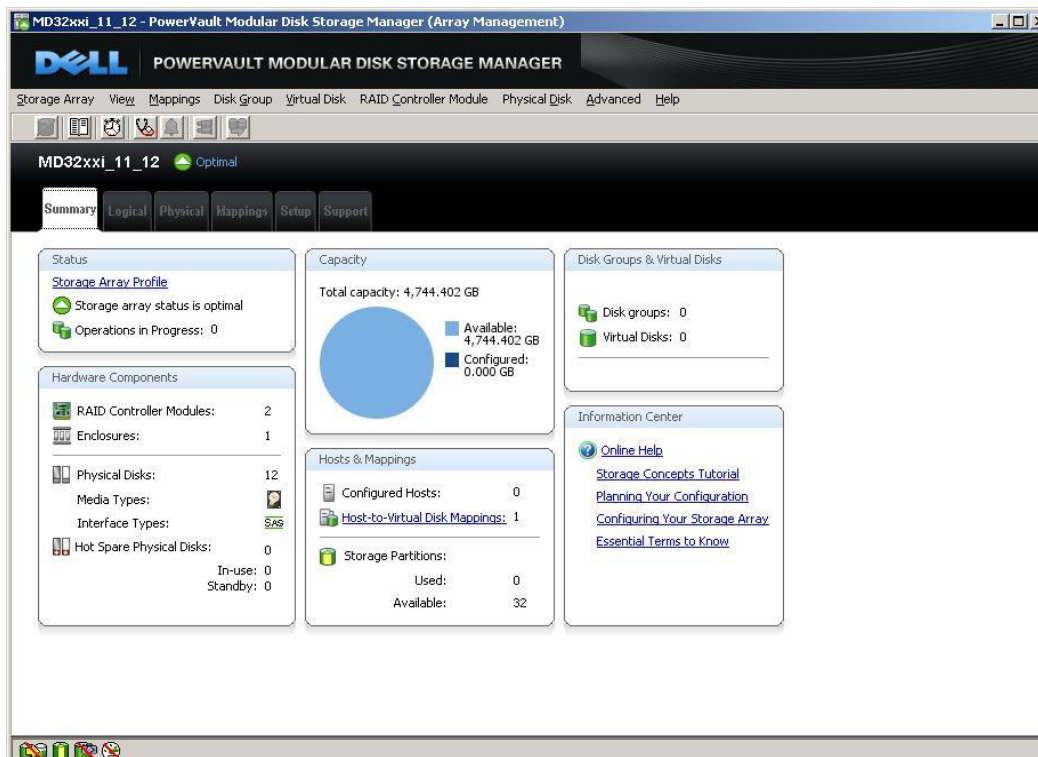 MD32xxi_11_12 - PowerVault Modular Disk Storage Manager (Array Management)
DELL POWERVAULT MODULAR DISK STORAGE MANAGER
Storage Array View Mappings Disk Group Virtual Disk RAID Controller Module Physical Disk Advanced Help
MD32xxi_11_12 Optimal
Summary Logical Physical Mappings Setup Support
Status
Storage Array Profile
Storage array status is optimal
Operations in Progress: 0
Hardware Components
RAID Controller Modules: 2
Enclosures: 1
Physical Disks: 12
Media Types:
Interface Types: SAS
Hot Spare Physical Disks: 0
In-use: 0
Standby: 0
Capacity
Total capacity: 4,744.402 GB
Available:
4,744.402 GB
Configured:
0.000 GB
Hosts & Mappings
Configured Hosts: 0
Host-to-Virtual Disk Mappings: 1
Storage Partitions:
Used: 0
Available: 32
Disk Groups & Virtual Disks
Disk groups: 0
Virtual Disks: 0
Information Center
Online Help
Storage Concepts Tutorial
Planning Your Configuration
Configuring Your Storage Array
Essential Terms to Know